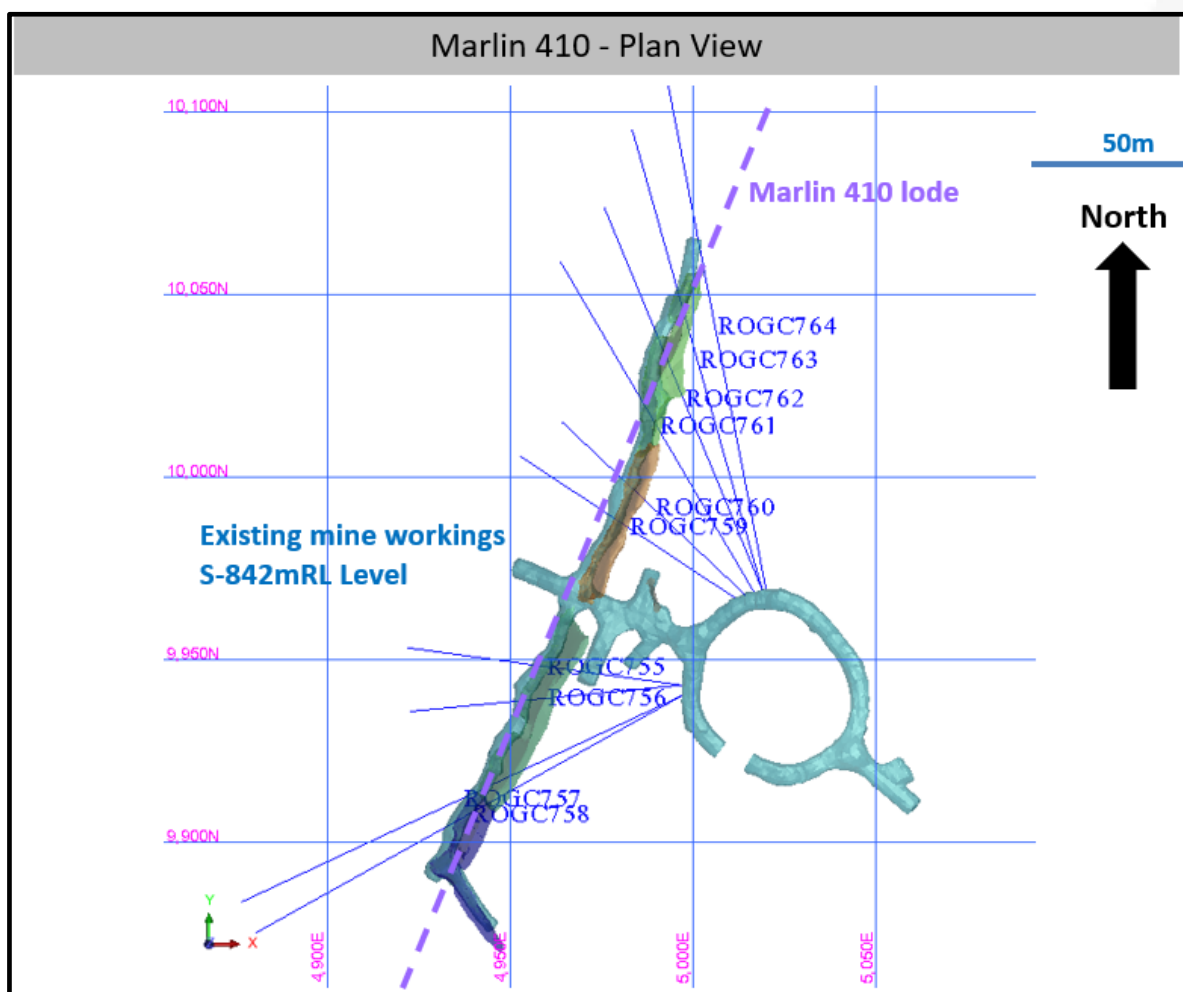 Marlin 410 - Plan View
10,100N
50m
Marlin 410 lode
North
10,050N
ROGC764
ROGC763
ROGC762
ROGC761
10,000N
ROGC760
ROGC759
Existing mine workings
S-842mRL Level
9,950N
ROGC755
ROGC756
ROGC757
ROGC758
9,900N
Y
X
4,900E
4,950E
5,000E
5,050E